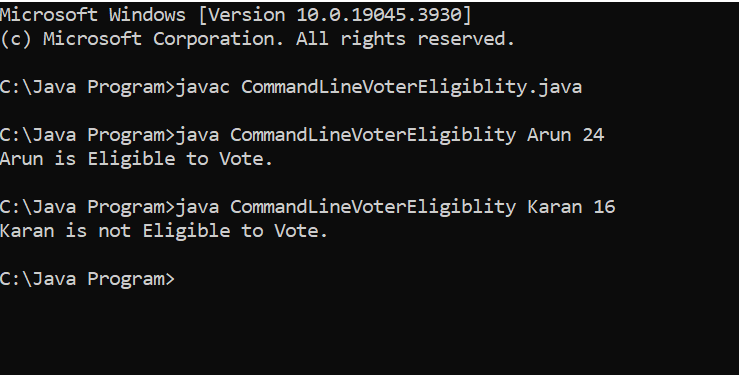 Microsoft Windows [Version 10.0.19045.3930]
(c) Microsoft Corporation. All rights reserved.
C:\Java Program>javac CommandLineVoterEligiblity.java
C:\Java Program>java CommandLineVoterEligiblity Arun 24
Arun is Eligible to Vote.
C:\Java Program>java CommandLineVoterEligiblity Karan 16
Karan is not Eligible to Vote.
C:\Java Program>